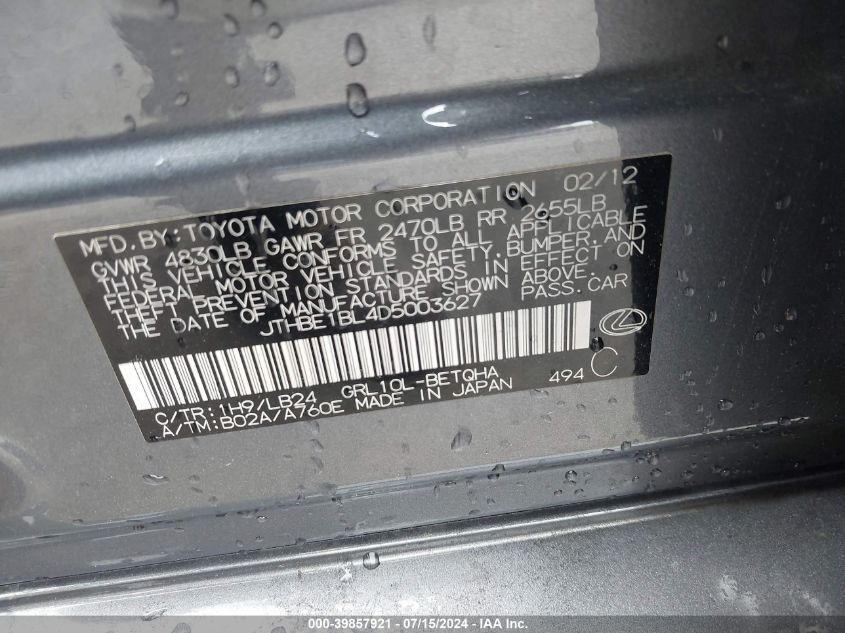 MFD.BY:TOYOTA MOTOR CORPORATION 02/12
GVWR 4830LB GAWR FR 2470LB RR 2655LB
THIS VEHICLE CONFORMS TO ALL APPLICABLE
FEDERAL MOTOR VEHICLE SAFETY, BUMPER, AND
THEFT PREVENTION STANDARDS IN EFFECT ON
THE DATE OF MANUFACTURE SHOWN ABOVE.
JTHBE1BL4D5003627 PASS.CAR
C/TR:1H9/LB24 GRL10L-BETQHA 494 C
A/TM:B02A/A760E MADE IN JAPAN
000-39857921 - 07/15/2024 - IAA Inc.